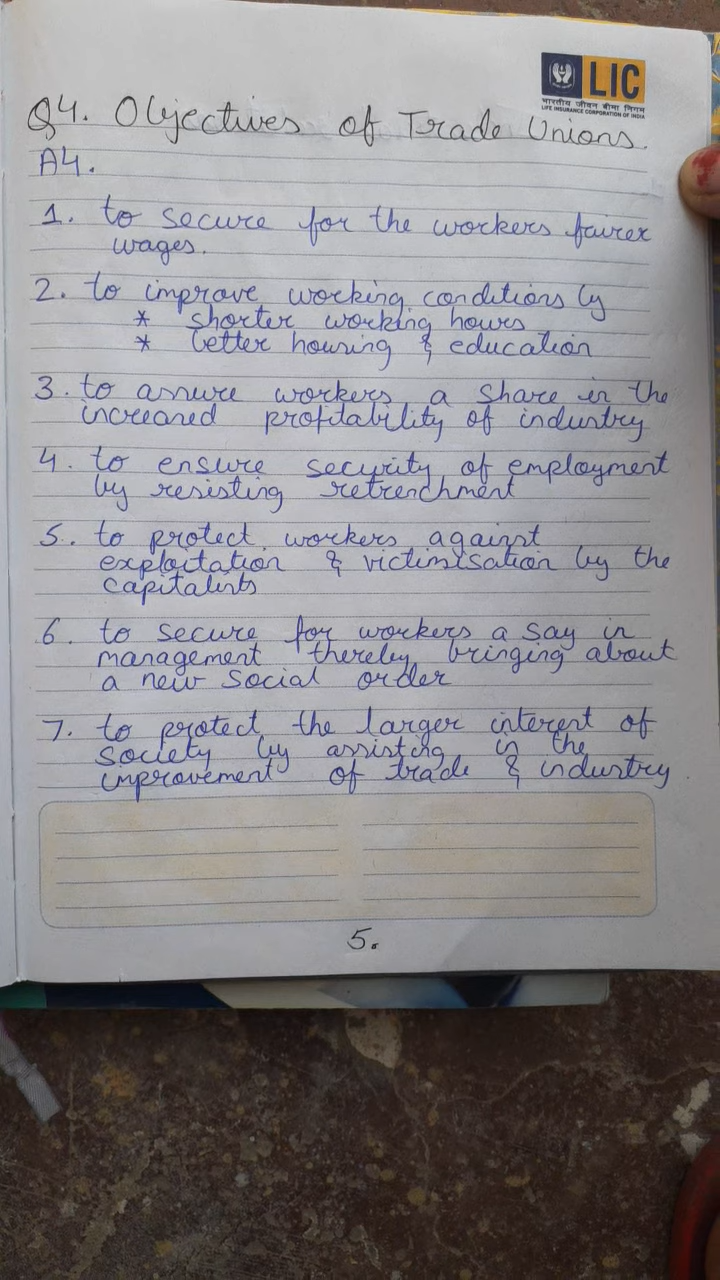 LIC
भारतीय जीवन बीमा निगम
LIFE INSURANCE CORPORATION OF INDIA
Q4. Objectives of Trade Unions.
A4.
1. to secure for the workers fairer
wages.
2. to improve working conditions by
* shorter working hours
* better housing & education
3. to assure workers a share in the
increased profitability of industry
4. to ensure security of employment
by resisting retrenchment
5. to protect workers against
exploitation & victimisation by the
capitalists
6. to secure for workers a say in
management thereby bringing about
a new social order
7. to protect the larger interest of
society by assisting in the
improvement of trade & industry
5.